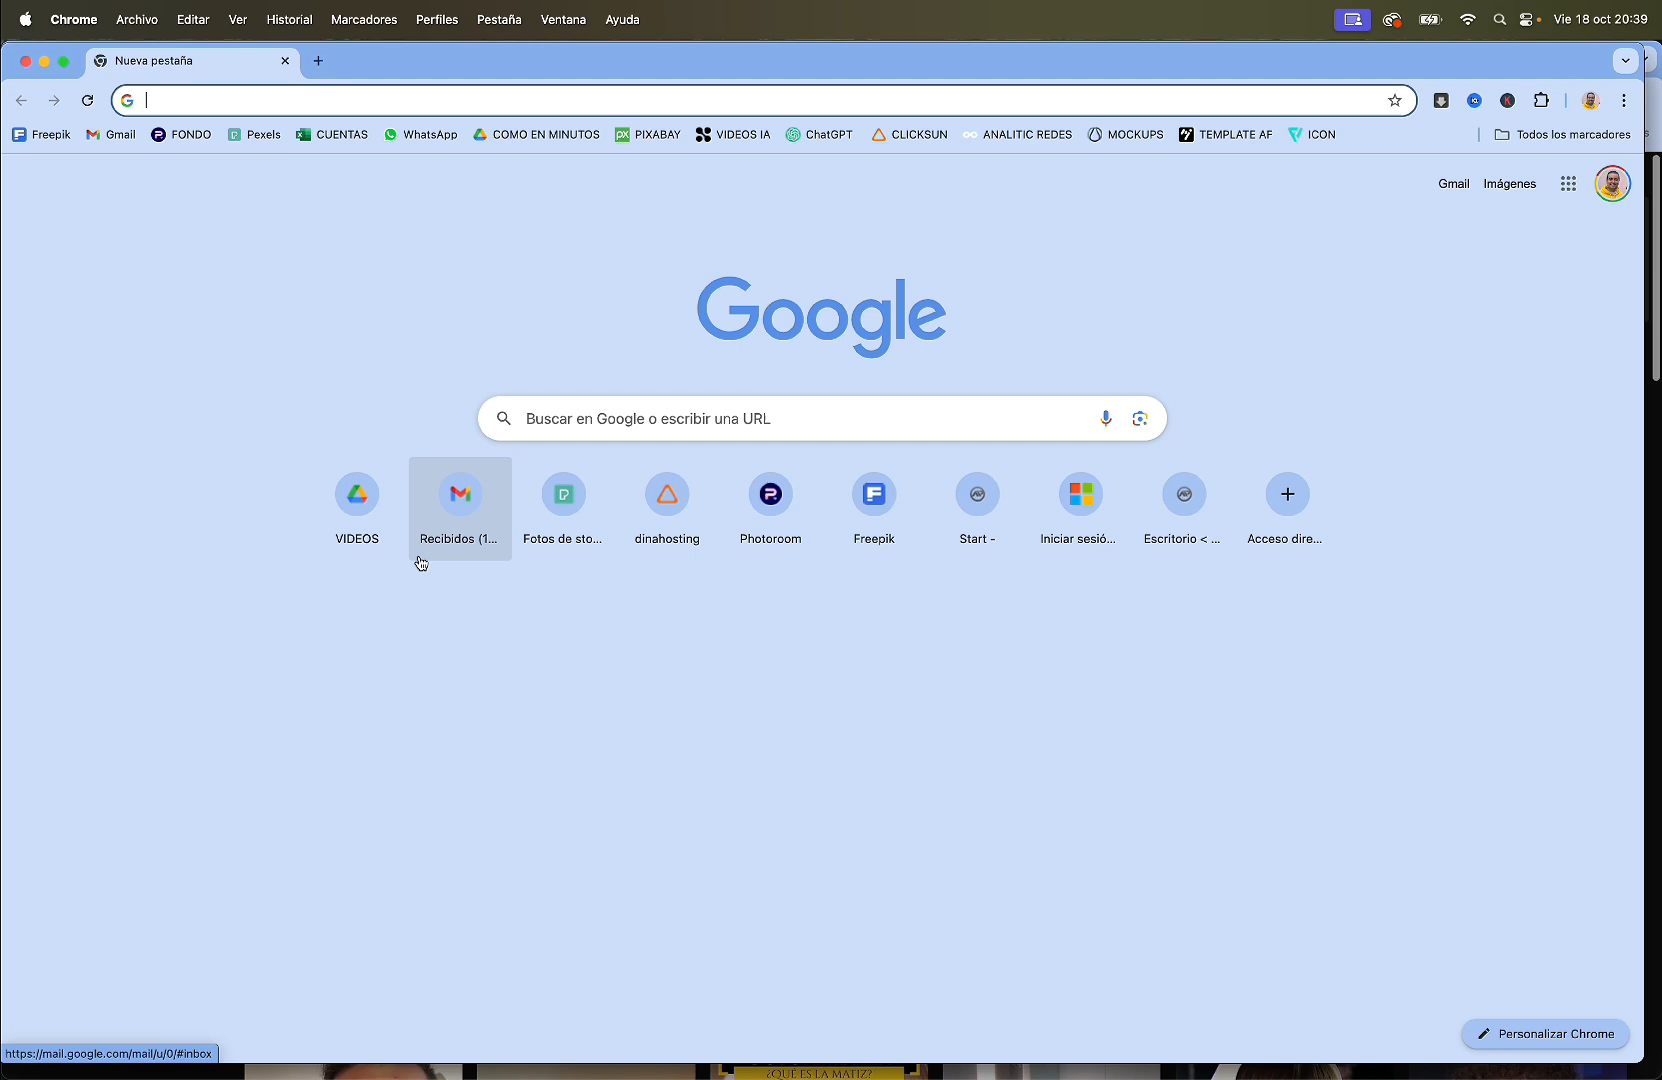 Chrome Archivo Editar Ver Historial Marcadores Perfiles Pestaña Ventana Ayuda Vie 18 oct 20:39
Nueva pestaña
Freepik Gmail FONDO Pexels CUENTAS WhatsApp COMO EN MINUTOS PIXABAY VIDEOS IA ChatGPT CLICKSUN ANALITIC REDES MOCKUPS TEMPLATE AF ICON Todos los marcadores
Gmail Imágenes
Google
Buscar en Google o escribir una URL
VIDEOS Recibidos (1... Fotos de sto... dinahosting Photoroom Freepik Start - Iniciar sesió... Escritorio < ... Acceso dire...
Personalizar Chrome
https://mail.google.com/mail/u/0/#inbox
¿QUÉ ES LA MATIZ?